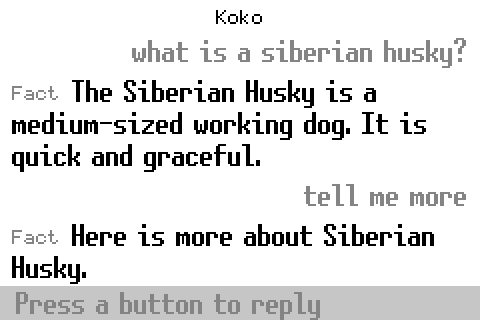 Koko
what is a siberian husky?
Fact The Siberian Husky is a
medium-sized working dog. It is
quick and graceful.
tell me more
Fact Here is more about Siberian
Husky.
Press a button to reply